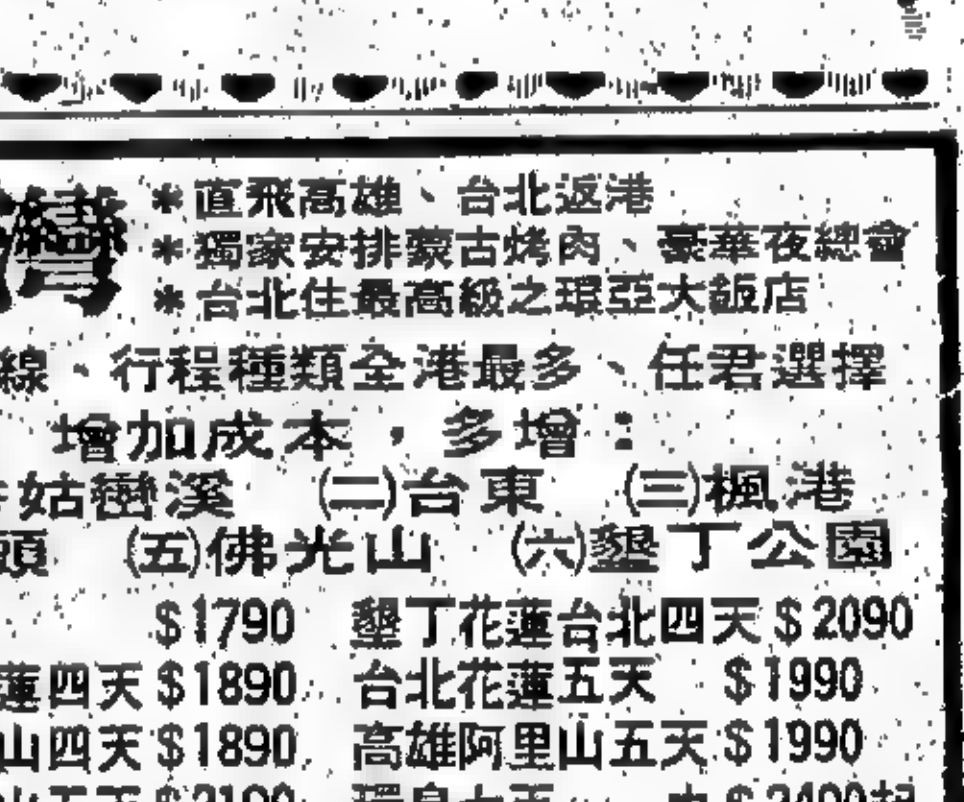 灣
*直飛高雄、台北返港
*獨家安排蒙古烤肉、豪華夜總會
*台北住最高級之環亞大飯店
線、行程種類全港最多、任君選擇
增加成本,多增:
姑巒溪 (二)台東 (三)楓港
頭 (五)佛光山 (六)墾丁公園
$1790 墾丁花蓮台北四天$2090
蓮四天$1890 台北花蓮五天 $1990
山四天$1890 高雄阿里山五天$1990